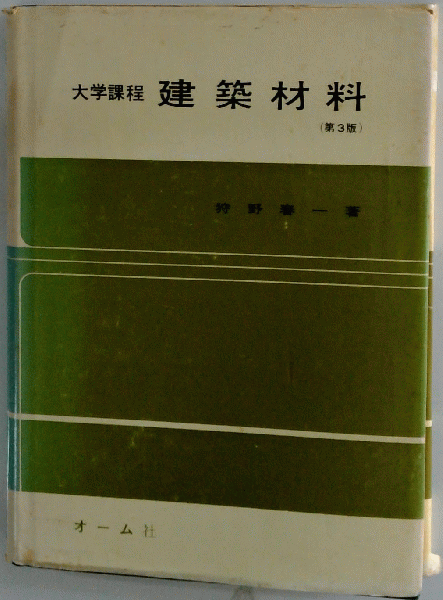 大学課程 建築材料
(第3版)
狩野春一著
オーム社